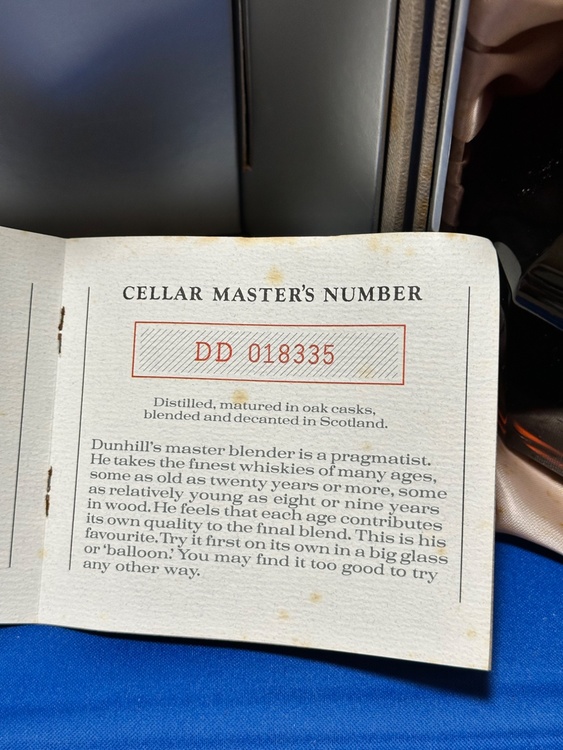 CELLAR MASTER'S NUMBER
DD 018335
Distilled, matured in oak casks,
blended and decanted in Scotland.
Dunhill's master blender is a pragmatist.
He takes the finest whiskies of many ages,
some as old as twenty years or more, some
as relatively young as eight or nine years
in wood. He feels that each age contributes
its own quality to the final blend. This is his
favourite. Try it first on its own in a big glass
or 'balloon.' You may find it too good to try
any other way.